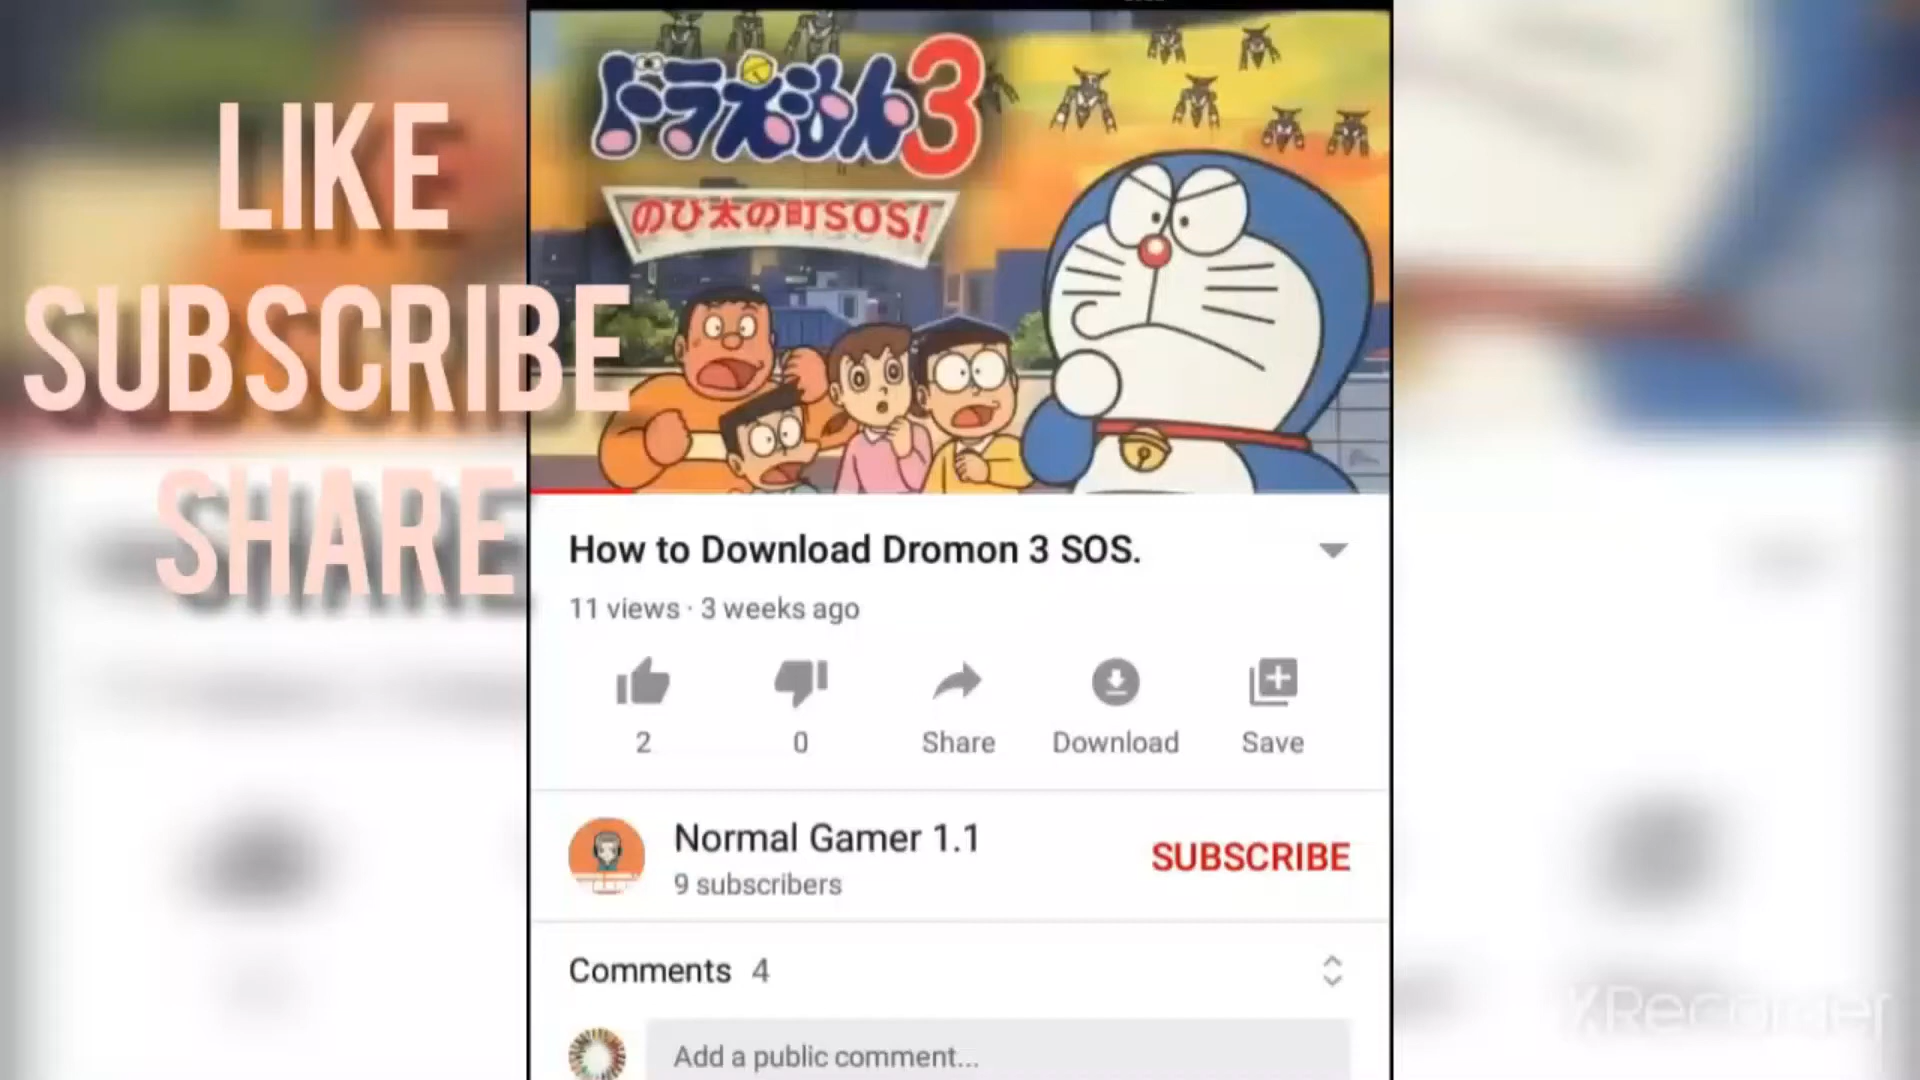 LIKE
SUBSCRIBE
SHARE
ドラえもん3
のび太の町SOS!
How to Download Dromon 3 SOS.
11 views · 3 weeks ago
2
0
Share
Download
Save
Normal Gamer 1.1
9 subscribers
SUBSCRIBE
Comments 4
Add a public comment...
XRecorder